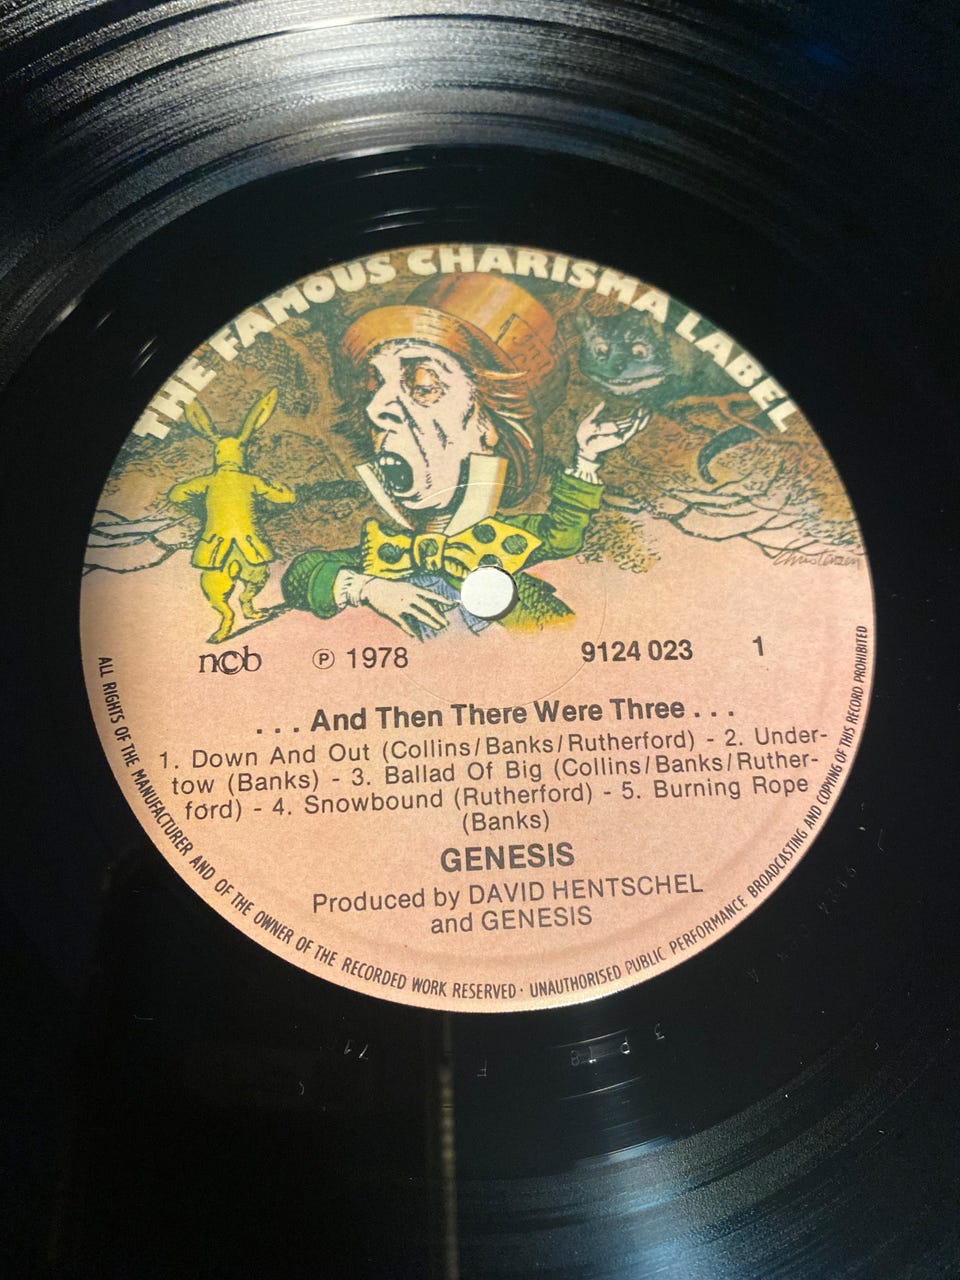 THE FAMOUS CHARISMA LABEL
Christensen
ncb ℗ 1978 9124 023 1
. . . And Then There Were Three . . .
1. Down And Out (Collins/Banks/Rutherford) - 2. Under-
tow (Banks) - 3. Ballad Of Big (Collins/Banks/Ruther-
ford) - 4. Snowbound (Rutherford) - 5. Burning Rope
(Banks)
GENESIS
Produced by DAVID HENTSCHEL
and GENESIS
ALL RIGHTS OF THE MANUFACTURER AND OF THE OWNER OF THE RECORDED WORK RESERVED · UNAUTHORISED PUBLIC PERFORMANCE BROADCASTING AND COPYING OF THIS RECORD PROHIBITED